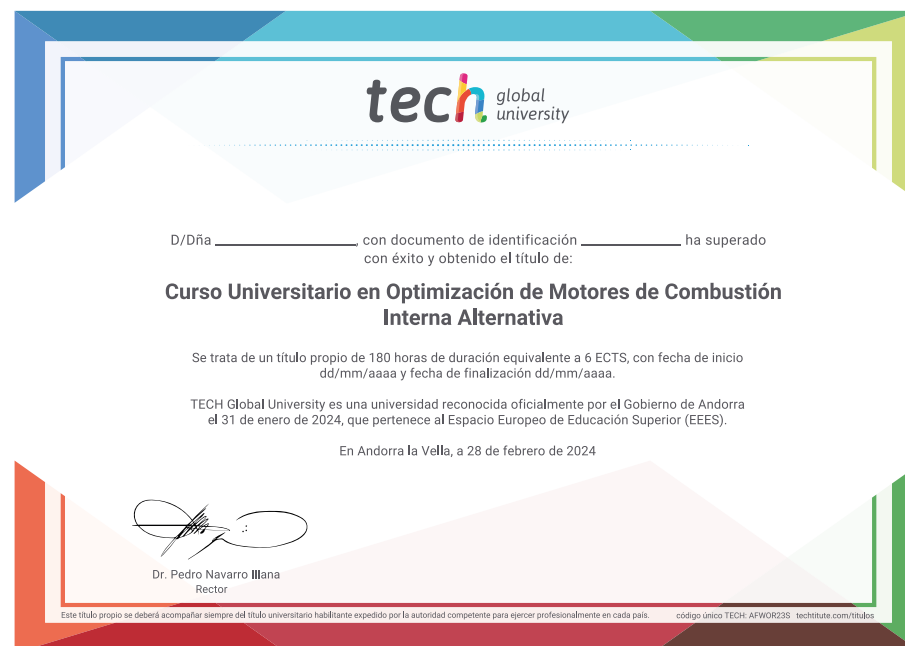 tech global
university
D/Dña ____________________, con documento de identificación ______________ ha superado
con éxito y obtenido el título de:
Curso Universitario en Optimización de Motores de Combustión
Interna Alternativa
Se trata de un título propio de 180 horas de duración equivalente a 6 ECTS, con fecha de inicio
dd/mm/aaaa y fecha de finalización dd/mm/aaaa.
TECH Global University es una universidad reconocida oficialmente por el Gobierno de Andorra
el 31 de enero de 2024, que pertenece al Espacio Europeo de Educación Superior (EEES).
En Andorra la Vella, a 28 de febrero de 2024
Dr. Pedro Navarro Illana
Rector
Este título propio se deberá acompañar siempre del título universitario habilitante expedido por la autoridad competente para ejercer profesionalmente en cada país. código único TECH: AFWOR23S techtitute.com/titulos